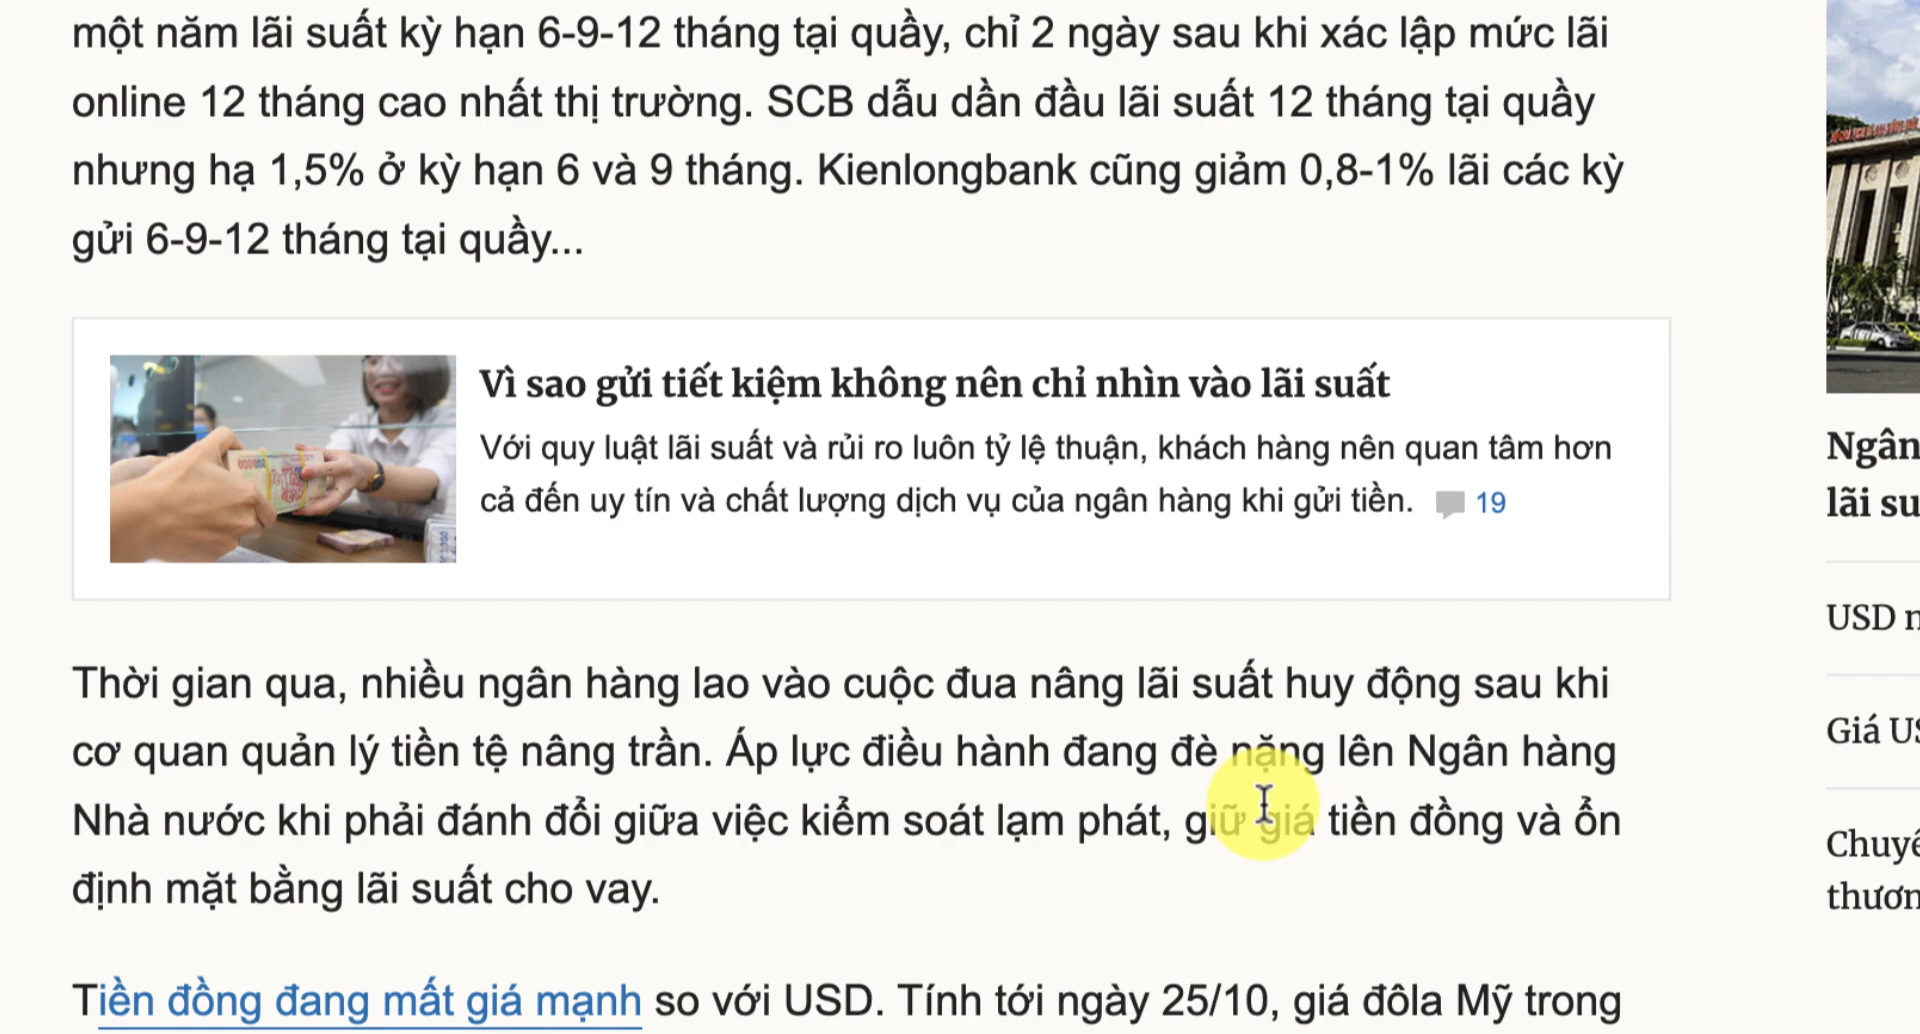 một năm lãi suất kỳ hạn 6-9-12 tháng tại quầy, chỉ 2 ngày sau khi xác lập mức lãi
online 12 tháng cao nhất thị trường. SCB dẫu dần đầu lãi suất 12 tháng tại quầy
nhưng hạ 1,5% ở kỳ hạn 6 và 9 tháng. Kienlongbank cũng giảm 0,8-1% lãi các kỳ
gửi 6-9-12 tháng tại quầy...
Vì sao gửi tiết kiệm không nên chỉ nhìn vào lãi suất
Với quy luật lãi suất và rủi ro luôn tỷ lệ thuận, khách hàng nên quan tâm hơn
cả đến uy tín và chất lượng dịch vụ của ngân hàng khi gửi tiền. 19
Thời gian qua, nhiều ngân hàng lao vào cuộc đua nâng lãi suất huy động sau khi
cơ quan quản lý tiền tệ nâng trần. Áp lực điều hành đang đè nặng lên Ngân hàng
Nhà nước khi phải đánh đổi giữa việc kiểm soát lạm phát, giữ giá tiền đồng và ổn
định mặt bằng lãi suất cho vay.
Tiền đồng đang mất giá mạnh so với USD. Tính tới ngày 25/10, giá đôla Mỹ trong
Ngân
lãi su
USD
Giá